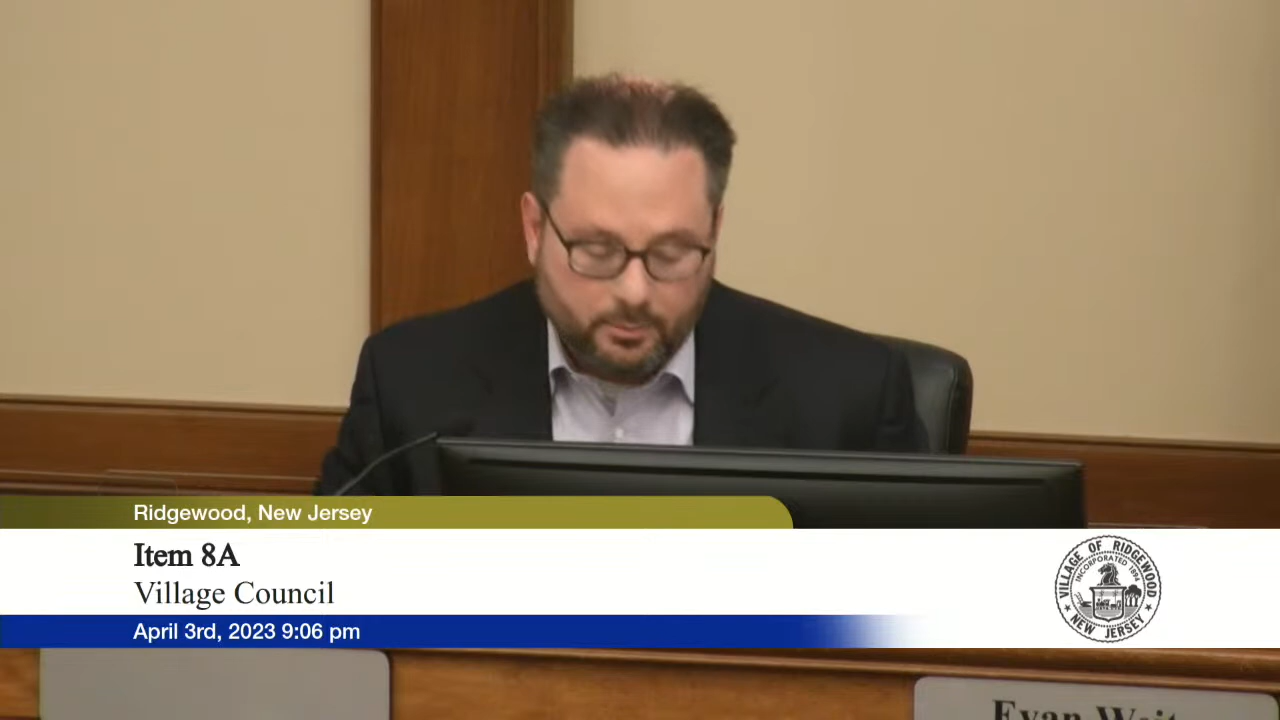 Ridgewood, New Jersey
Item 8A
Village Council
April 3rd, 2023 9:06 pm
VILLAGE OF RIDGEWOOD
INCORPORATED 1894
NEW JERSEY
Evan